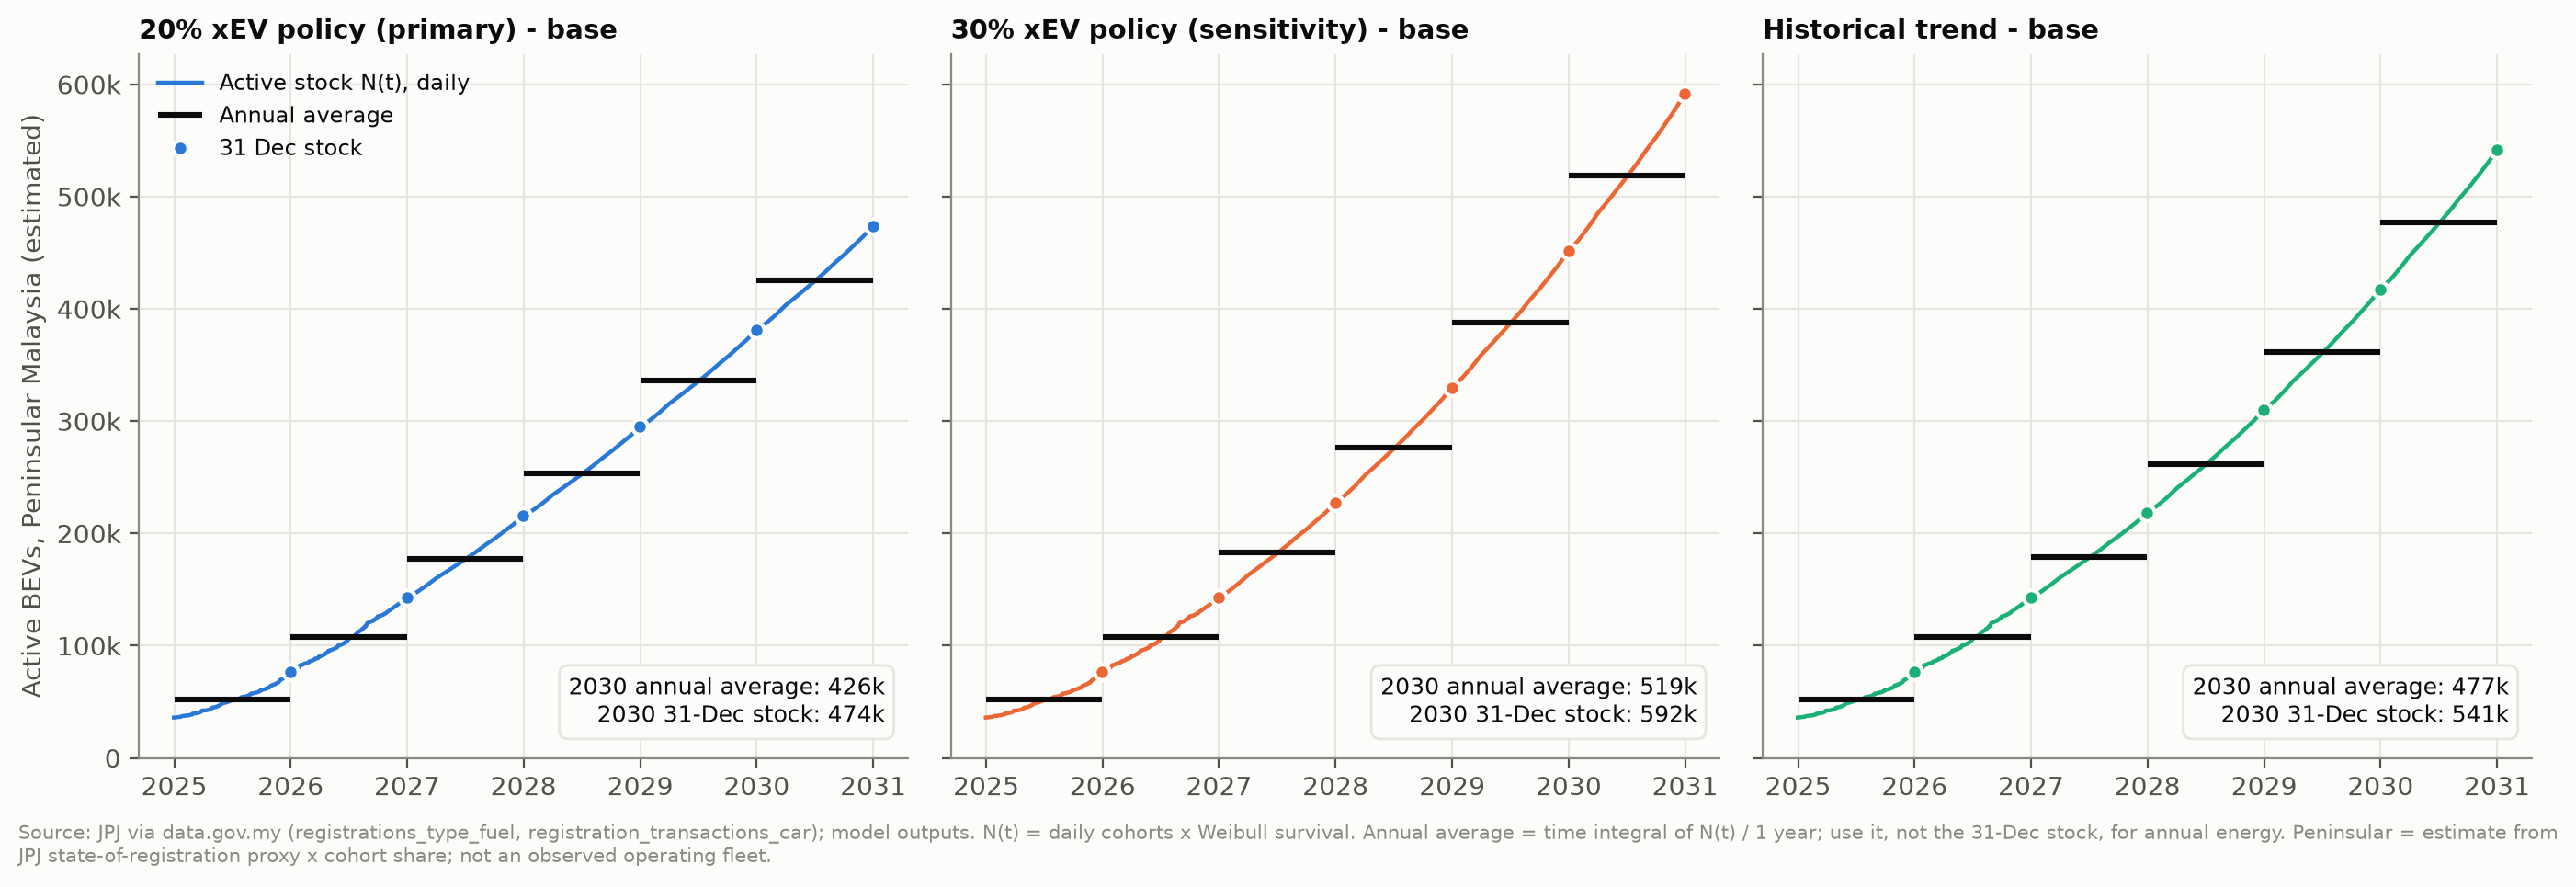 20% xEV policy (primary) - base
Active BEVs, Peninsular Malaysia (estimated)
600k
500k
400k
300k
200k
100k
0
Active stock N(t), daily
Annual average
31 Dec stock
2030 annual average: 426k
2030 31-Dec stock: 474k
2025 2026 2027 2028 2029 2030 2031
30% xEV policy (sensitivity) - base
2030 annual average: 519k
2030 31-Dec stock: 592k
2025 2026 2027 2028 2029 2030 2031
Historical trend - base
2030 annual average: 477k
2030 31-Dec stock: 541k
2025 2026 2027 2028 2029 2030 2031
Source: JPJ via data.gov.my (registrations_type_fuel, registration_transactions_car); model outputs. N(t) = daily cohorts x Weibull survival. Annual average = time integral of N(t) / 1 year; use it, not the 31-Dec stock, for annual energy. Peninsular = estimate from
JPJ state-of-registration proxy x cohort share; not an observed operating fleet.